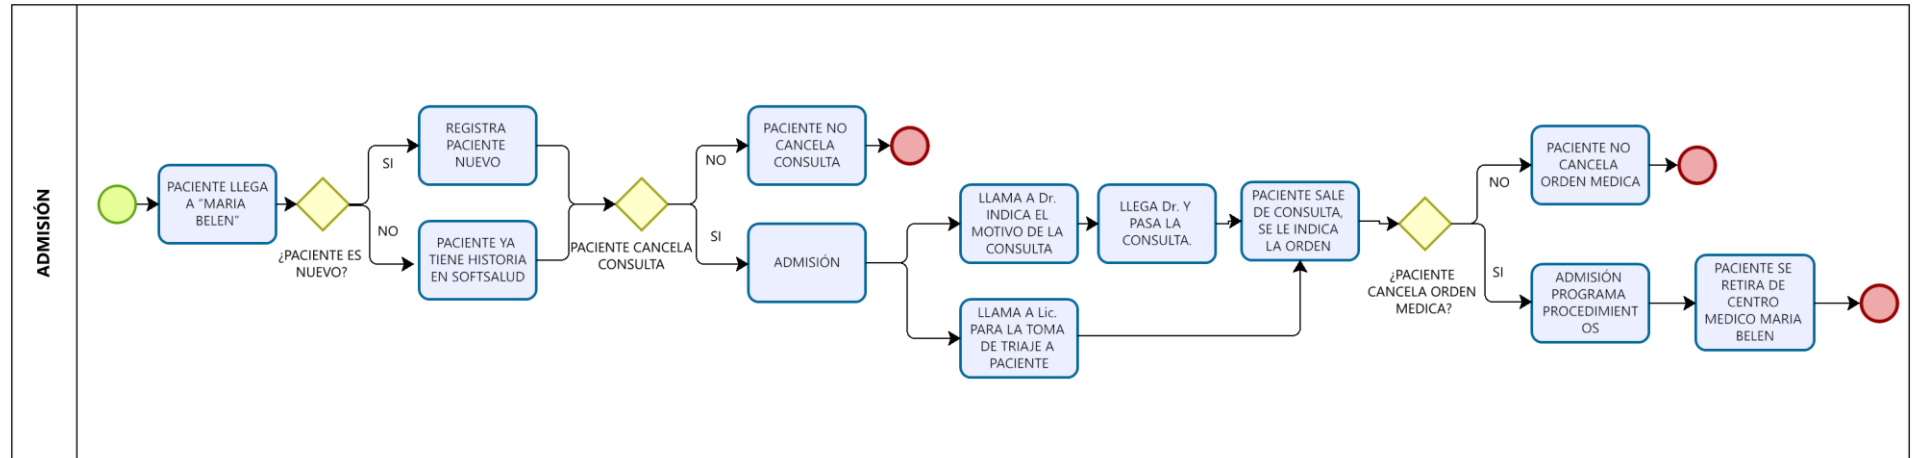 ADMISIÓN
PACIENTE LLEGA
A "MARIA
BELEN"
¿PACIENTE ES
NUEVO?
SI
NO
REGISTRA
PACIENTE
NUEVO
PACIENTE YA
TIENE HISTORIA
EN SOFTSALUD
PACIENTE CANCELA
CONSULTA
NO
SI
PACIENTE NO
CANCELA
CONSULTA
ADMISIÓN
LLAMA A Dr.
INDICA EL
MOTIVO DE LA
CONSULTA
LLEGA Dr. Y
PASA LA
CONSULTA.
LLAMA A Lic.
PARA LA TOMA
DE TRIAJE A
PACIENTE
PACIENTE SALE
DE CONSULTA,
SE LE INDICA
LA ORDEN
¿PACIENTE
CANCELA ORDEN
MEDICA?
NO
SI
PACIENTE NO
CANCELA
ORDEN MEDICA
ADMISIÓN
PROGRAMA
PROCEDIMIENT
OS
PACIENTE SE
RETIRA DE
CENTRO
MEDICO MARIA
BELEN